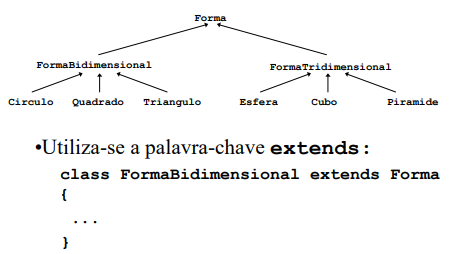 Forma
FormaBidimensional FormaTridimensional
Circulo Quadrado Triangulo Esfera Cubo Piramide
•Utiliza-se a palavra-chave extends:
class FormaBidimensional extends Forma
{
...
}